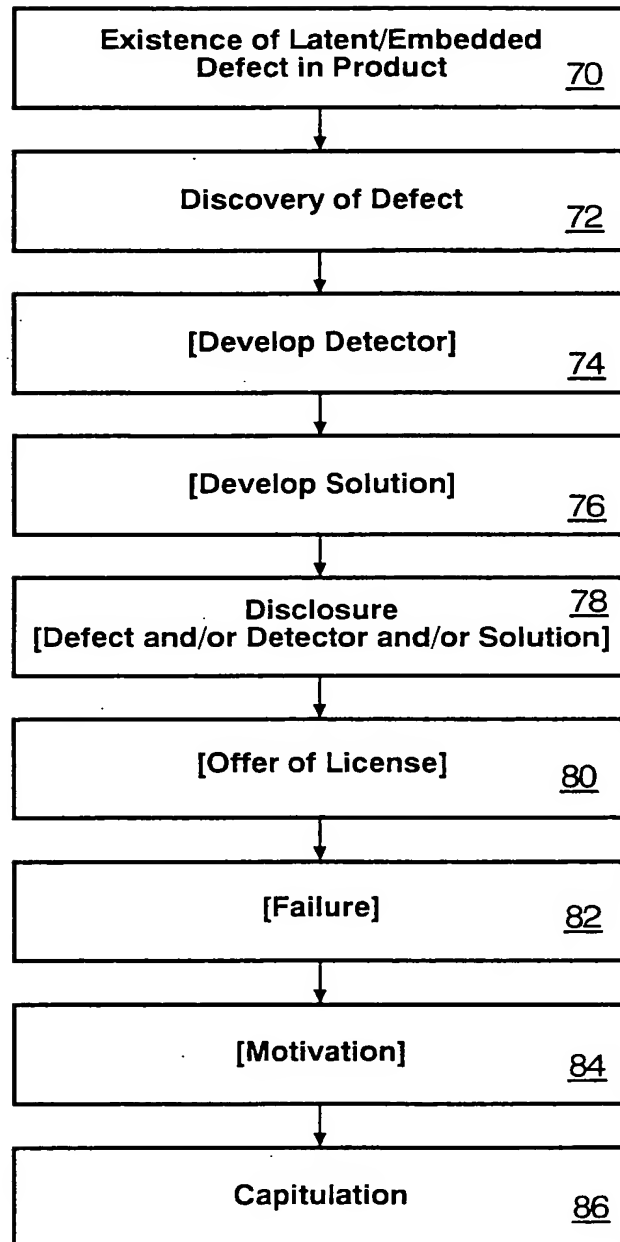 Existence of Latent/Embedded
Defect in Product
70
Discovery of Defect
72
[Develop Detector]
74
[Develop Solution]
76
Disclosure
78
[Defect and/or Detector and/or Solution]
[Offer of License]
80
[Failure]
82
[Motivation]
84
Capitulation
86